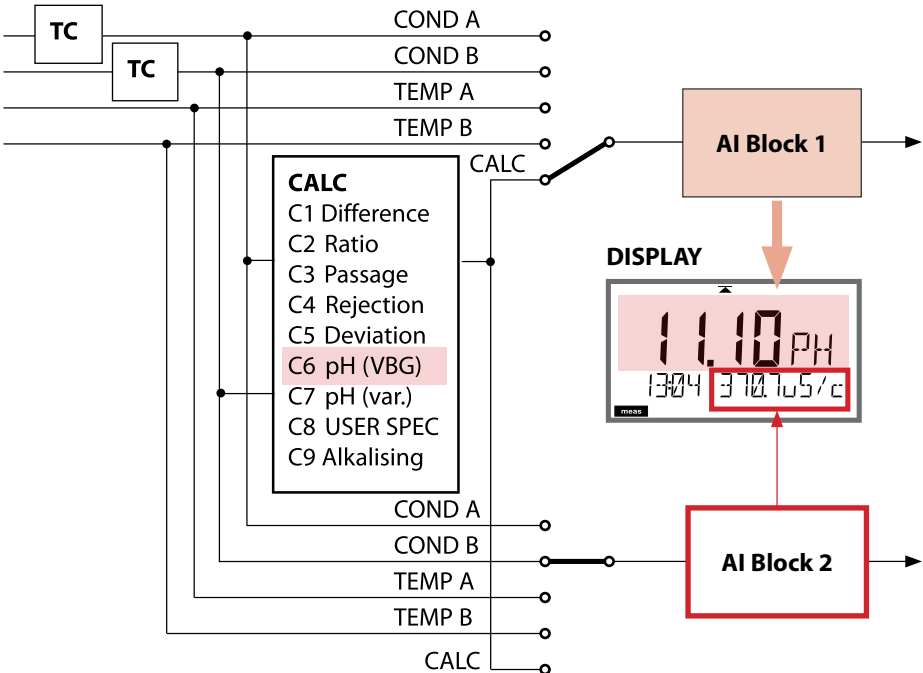 COND A
TC
COND B
TC
TEMP A
TEMP B
CALC
AI Block 1
CALC
C1 Difference
C2 Ratio
C3 Passage
C4 Rejection
C5 Deviation
C6 pH (VBG)
C7 pH (var.)
C8 USER SPEC
C9 Alkalising
DISPLAY
11.10 PH
13:04 370.7uS/c
meas
COND A
COND B
AI Block 2
TEMP A
TEMP B
CALC